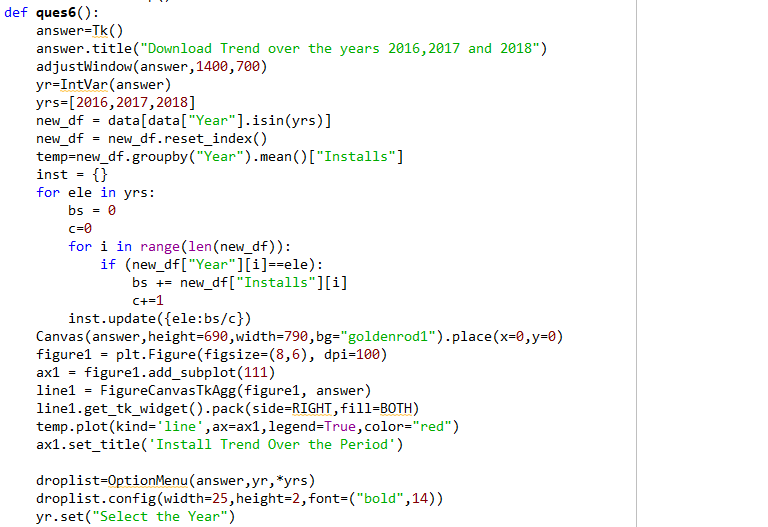 def ques6():
    answer=Tk()
    answer.title("Download Trend over the years 2016,2017 and 2018")
    adjustWindow(answer,1400,700)
    yr=IntVar(answer)
    yrs=[2016,2017,2018]
    new_df = data[data["Year"].isin(yrs)]
    new_df = new_df.reset_index()
    temp=new_df.groupby("Year").mean()["Installs"]
    inst = {}
    for ele in yrs:
        bs = 0
        c=0
        for i in range(len(new_df)):
            if (new_df["Year"][i]==ele):
                bs += new_df["Installs"][i]
                c+=1
        inst.update({ele:bs/c})
    Canvas(answer,height=690,width=790,bg="goldenrod1").place(x=0,y=0)
    figure1 = plt.Figure(figsize=(8,6), dpi=100)
    ax1 = figure1.add_subplot(111)
    line1 = FigureCanvasTkAgg(figure1, answer)
    line1.get_tk_widget().pack(side=RIGHT,fill=BOTH)
    temp.plot(kind='line',ax=ax1,legend=True,color="red")
    ax1.set_title('Install Trend Over the Period')

    droplist=OptionMenu(answer,yr,*yrs)
    droplist.config(width=25,height=2,font=("bold",14))
    yr.set("Select the Year")